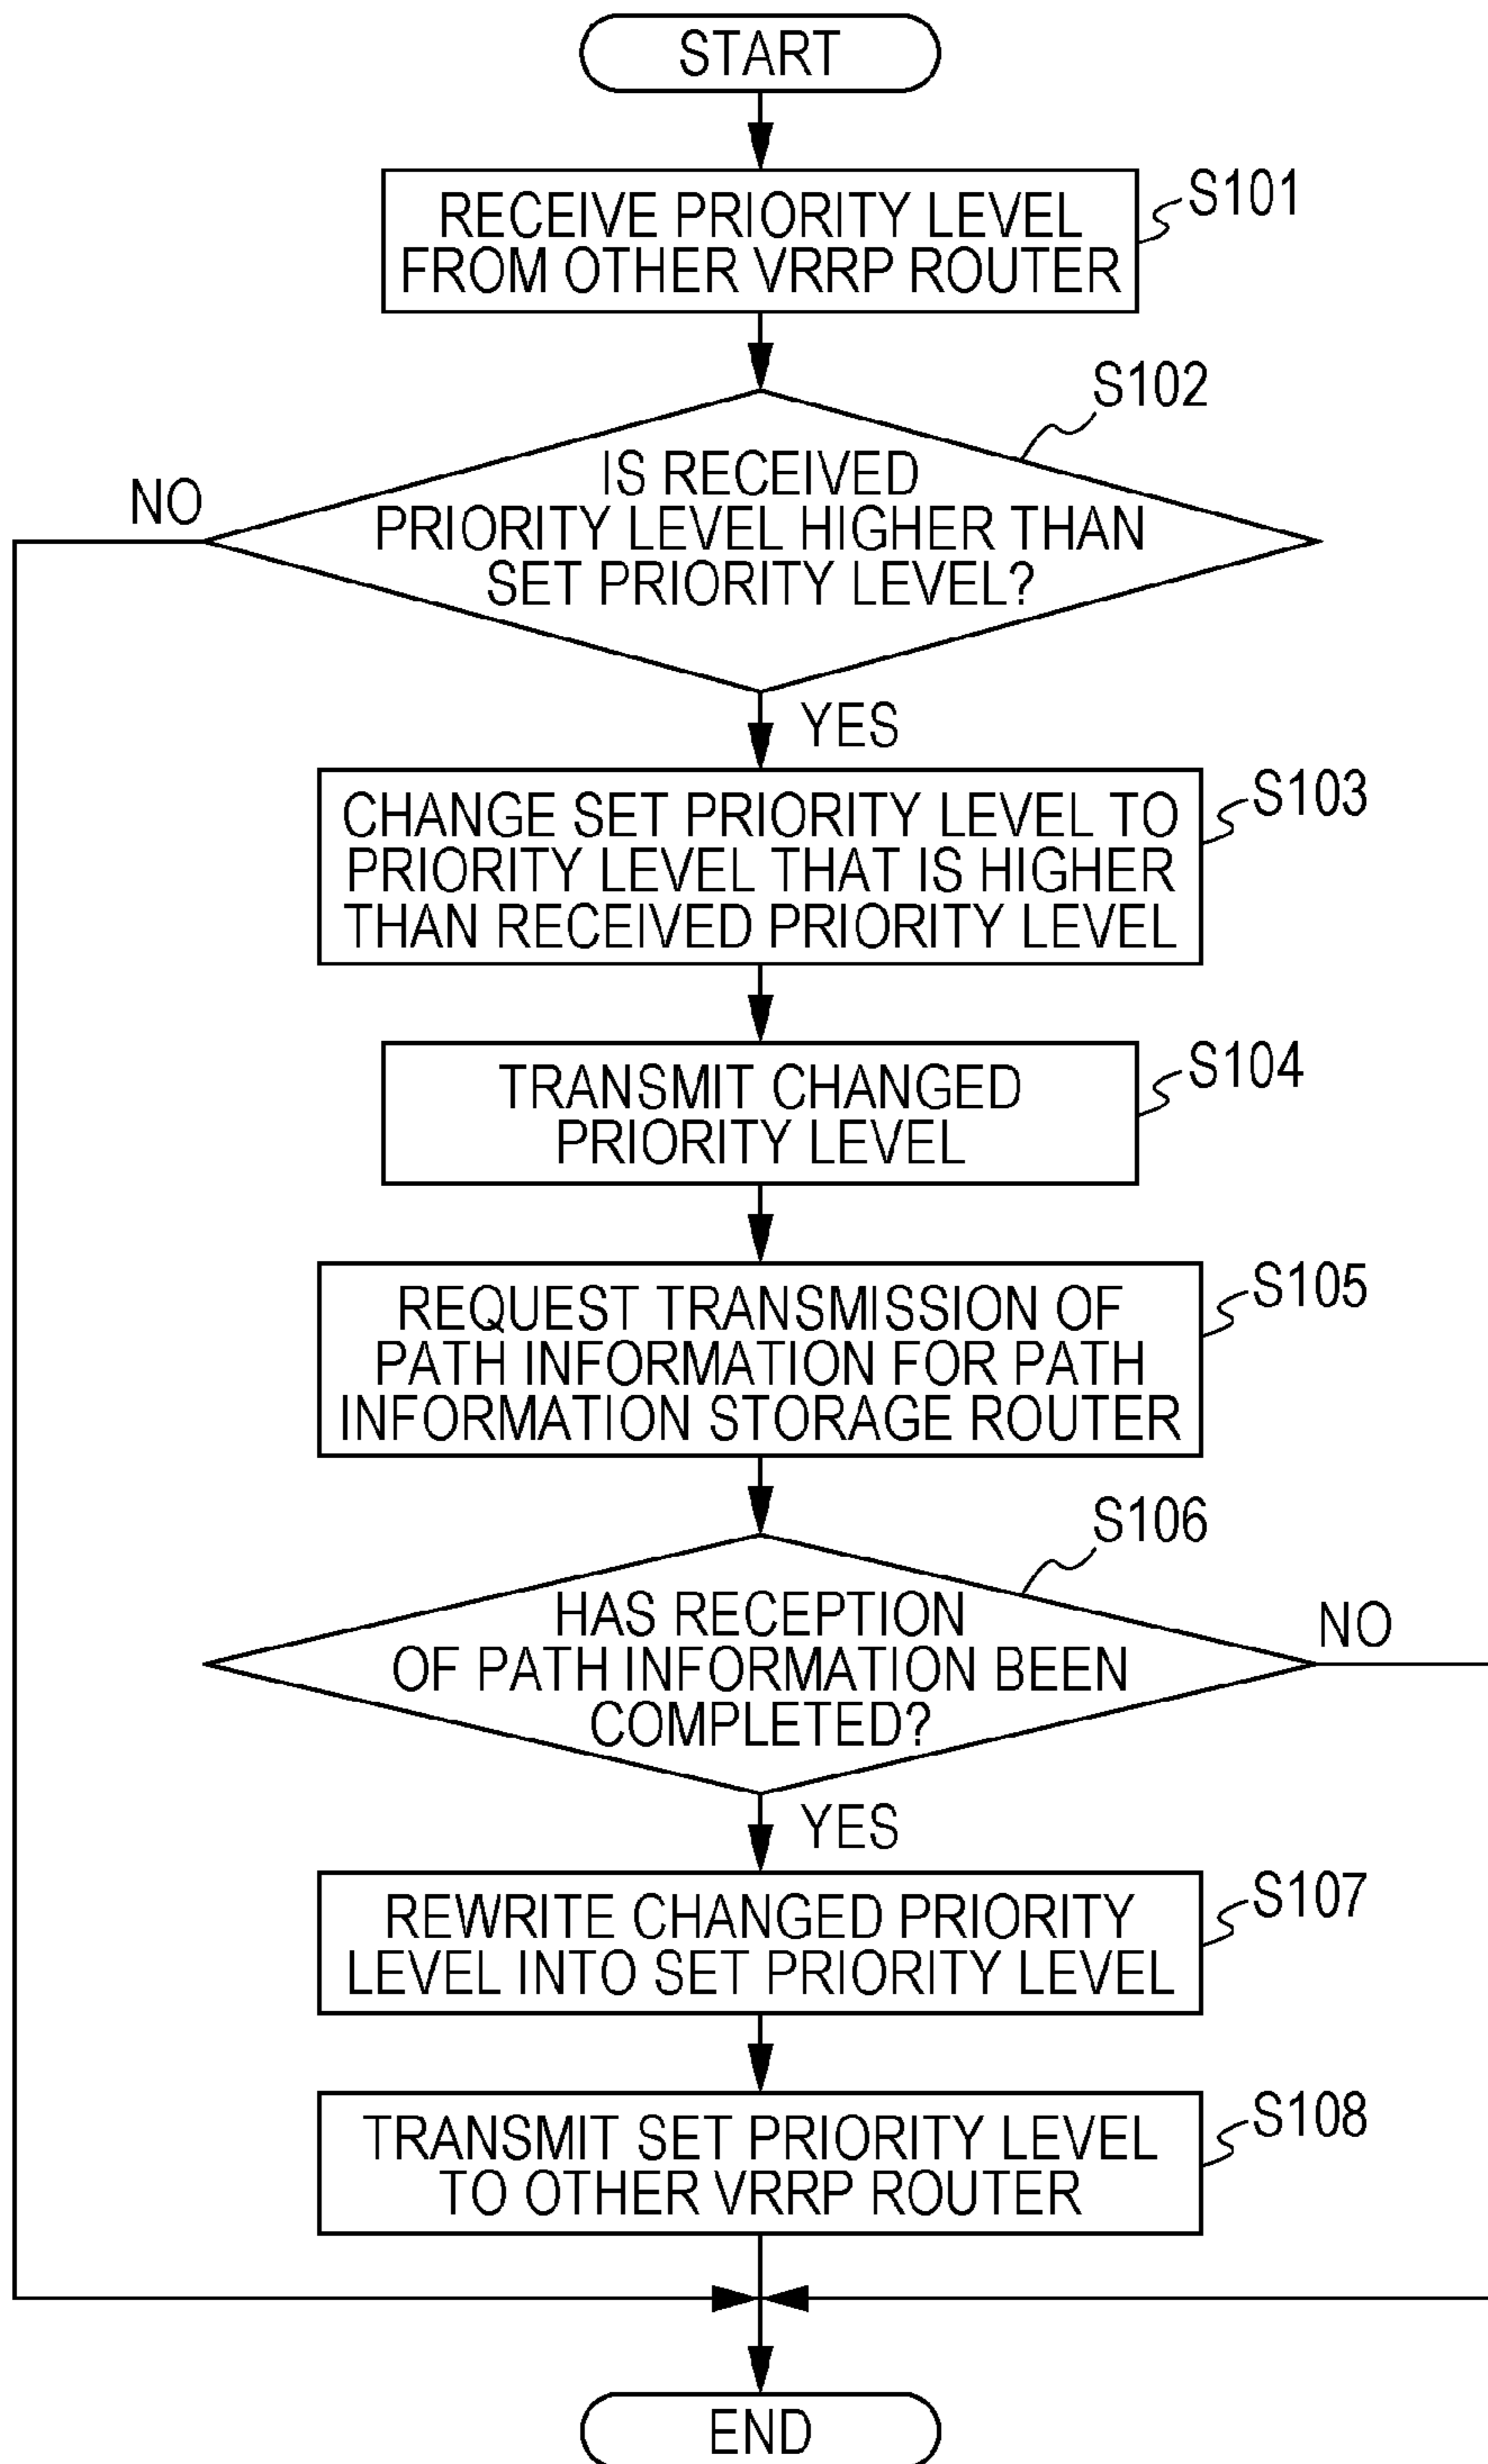 START
S101
RECEIVE PRIORITY LEVEL
FROM OTHER VRRP ROUTER
S102
IS RECEIVED
PRIORITY LEVEL HIGHER THAN
SET PRIORITY LEVEL?
NO
YES
S103
CHANGE SET PRIORITY LEVEL TO
PRIORITY LEVEL THAT IS HIGHER
THAN RECEIVED PRIORITY LEVEL
S104
TRANSMIT CHANGED
PRIORITY LEVEL
S105
REQUEST TRANSMISSION OF
PATH INFORMATION FOR PATH
INFORMATION STORAGE ROUTER
S106
HAS RECEPTION
OF PATH INFORMATION BEEN
COMPLETED?
NO
YES
S107
REWRITE CHANGED PRIORITY
LEVEL INTO SET PRIORITY LEVEL
S108
TRANSMIT SET PRIORITY LEVEL
TO OTHER VRRP ROUTER
END